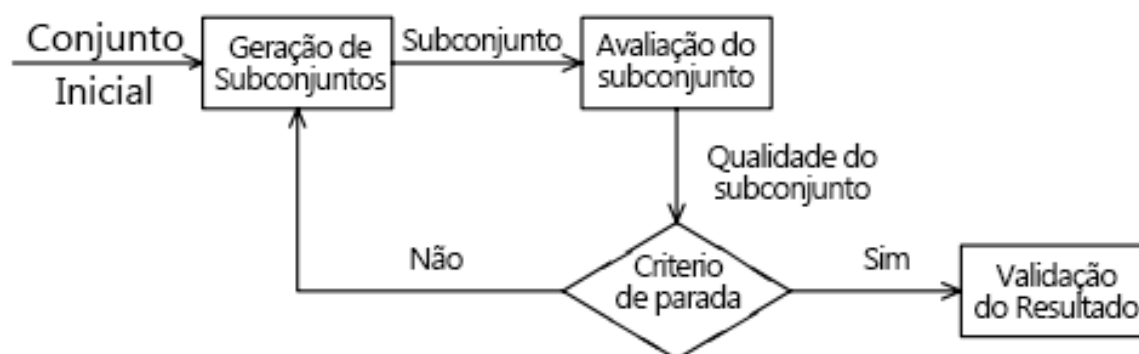 Conjunto
Inicial
Geração de
Subconjuntos
Subconjunto
Avaliação do
subconjunto
Qualidade do
subconjunto
Criterio
de parada
Não
Sim
Validação
do Resultado